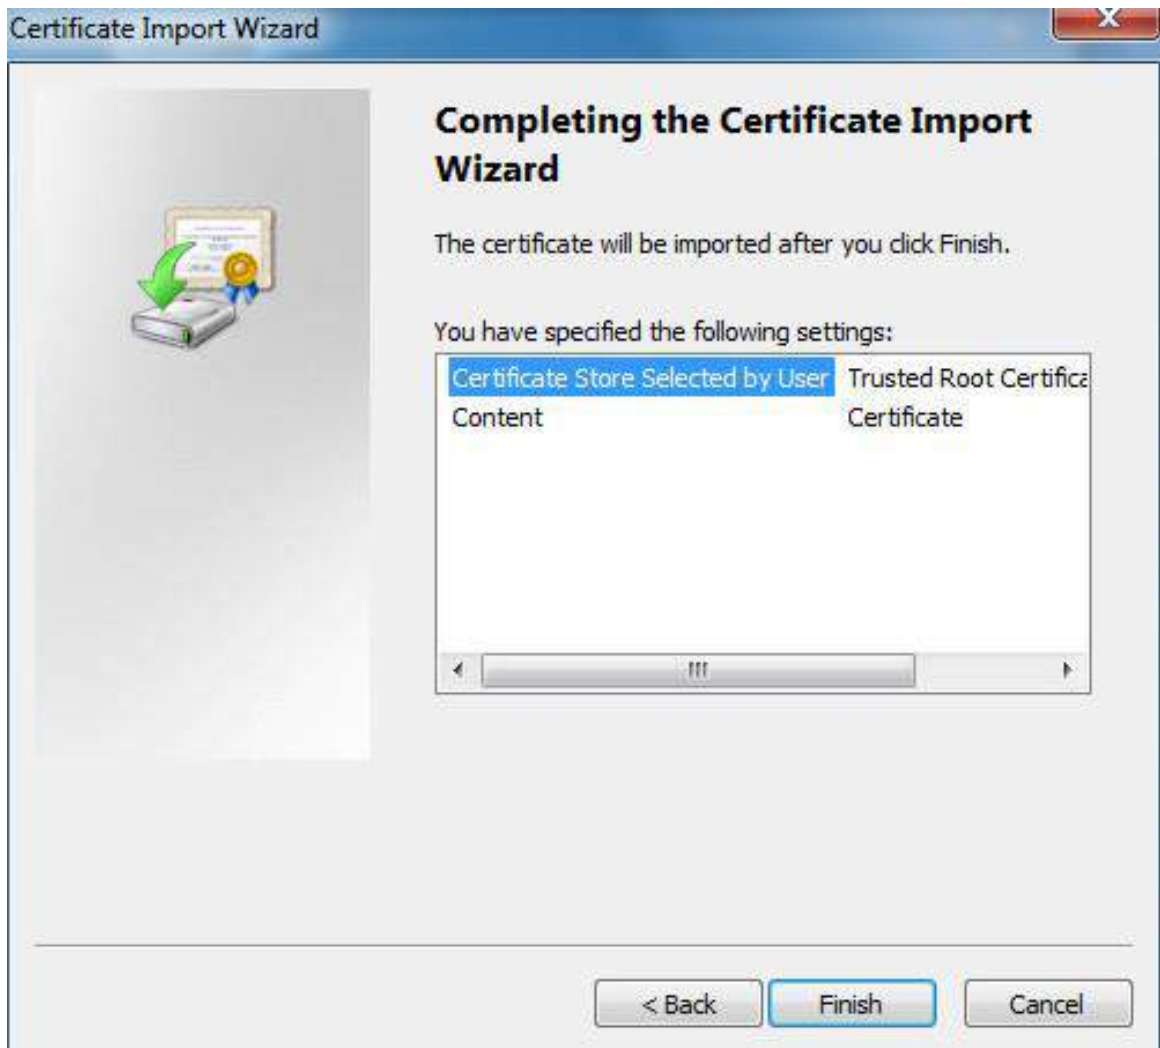 Certificate Import Wizard
X
Completing the Certificate Import
Wizard
The certificate will be imported after you click Finish.
You have specified the following settings:
Certificate Store Selected by User Trusted Root Certifica
Content Certificate
< Back Finish Cancel